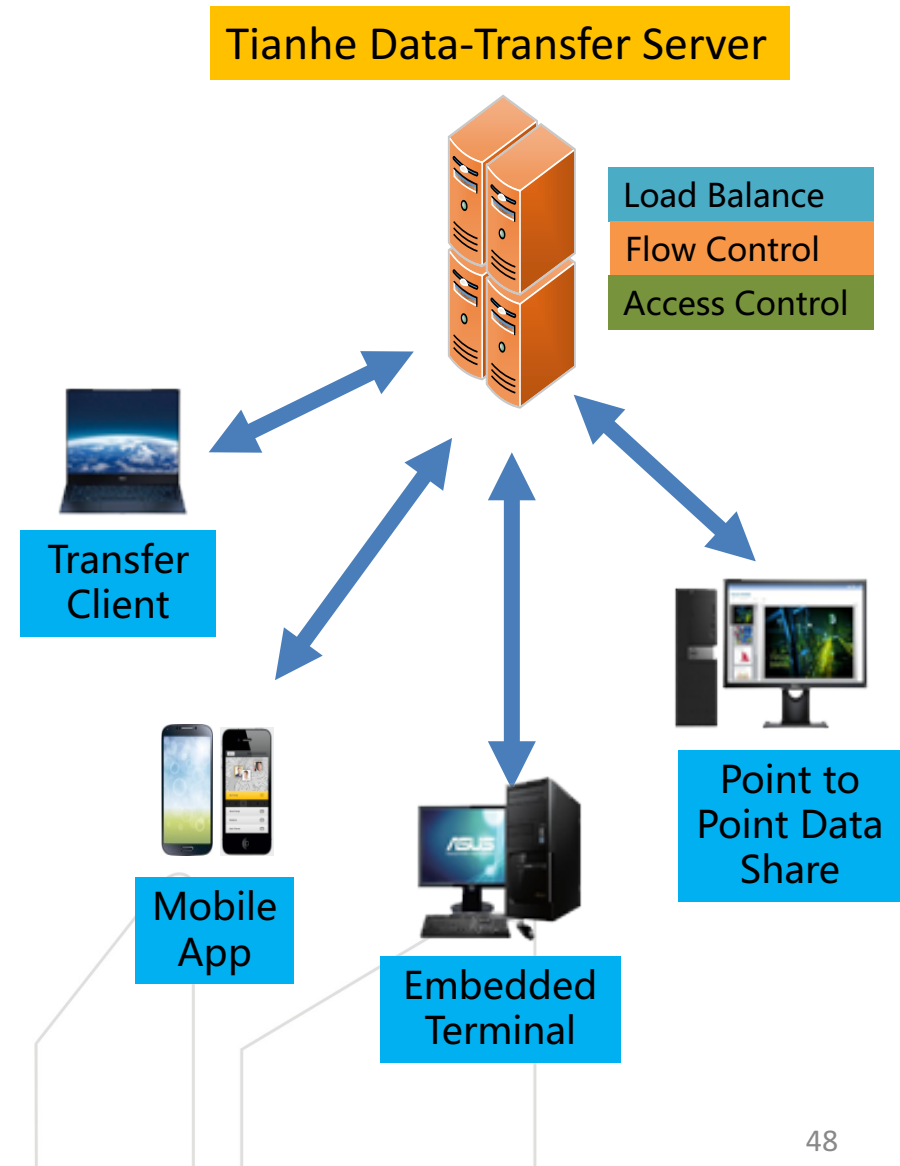 Tianhe Data-Transfer Server
Load Balance
Flow Control
Access Control
Transfer
Client
Point to
Point Data
Share
ASUS
Mobile
App
Embedded
Terminal
48